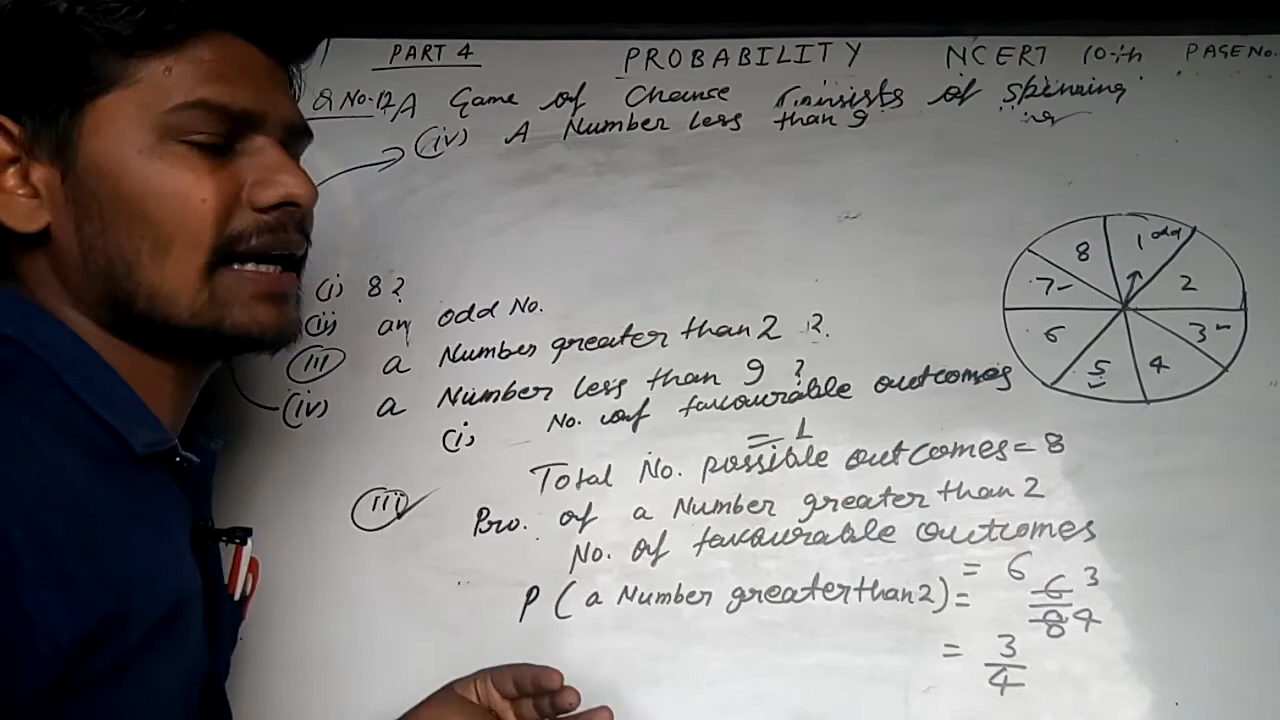 PART 4 PROBABILITY NCERT 10th PAGE No.
Q No. 12 A Game of Chance Consists of Spinning
(iv) A Number less than 9
8 1 odd
7 2
6 3
5 4
(i) 8?
(ii) an odd No.
(III) a Number greater than 2 ?.
(iv) a Number less than 9 ?
(i) No. of favourable outcomes
= 1
Total No. possible outcomes = 8
(III) Pro. of a Number greater than 2
No. of favourable outcomes
= 6
P (a Number greater than 2) = 6 3
8 4
= 3
4